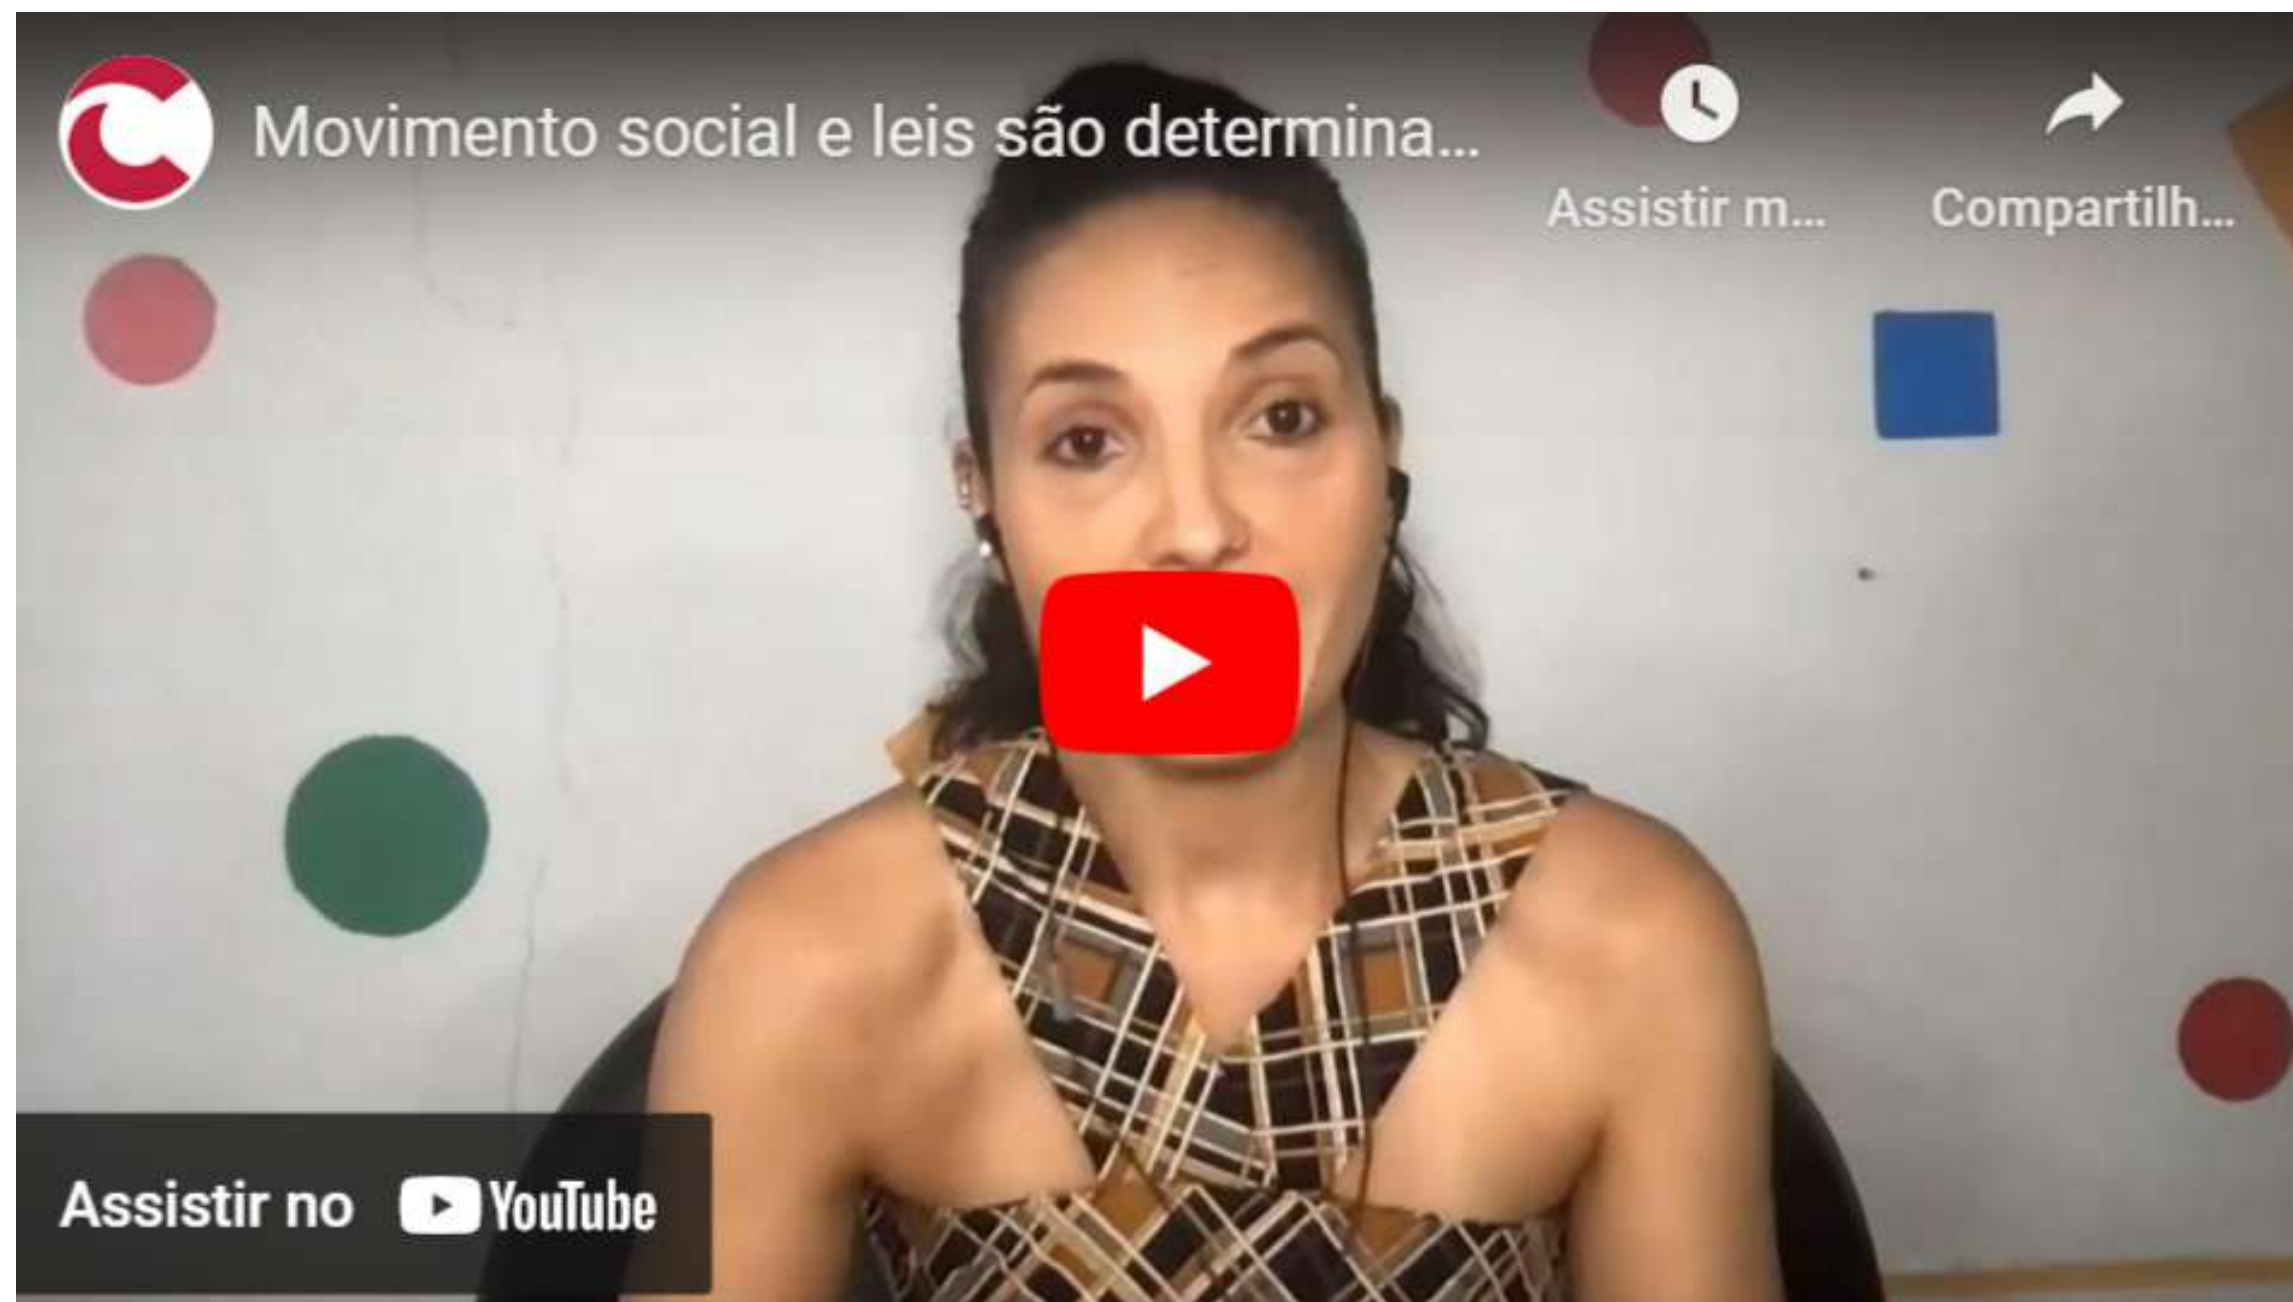 Movimento social e leis são determina...
Assistir m...
Compartilh...
Assistir no YouTube